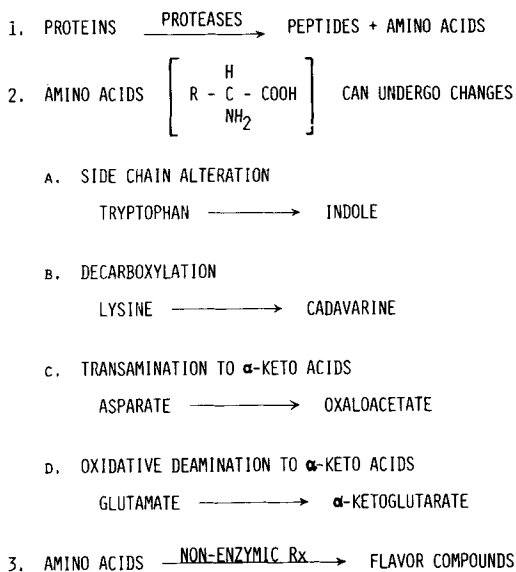 1. PROTEINS PROTEASES PEPTIDES + AMINO ACIDS
H
2. AMINO ACIDS R - C - COOH CAN UNDERGO CHANGES
NH2
A. SIDE CHAIN ALTERATION
TRYPTOPHAN → INDOLE
B. DECARBOXYLATION
LYSINE → CADAVARINE
C. TRANSAMINATION TO α-KETO ACIDS
ASPARATE → OXALOACETATE
D. OXIDATIVE DEAMINATION TO α-KETO ACIDS
GLUTAMATE → α-KETOGLUTARATE
3. AMINO ACIDS NON-ENZYMIC Rx FLAVOR COMPOUNDS